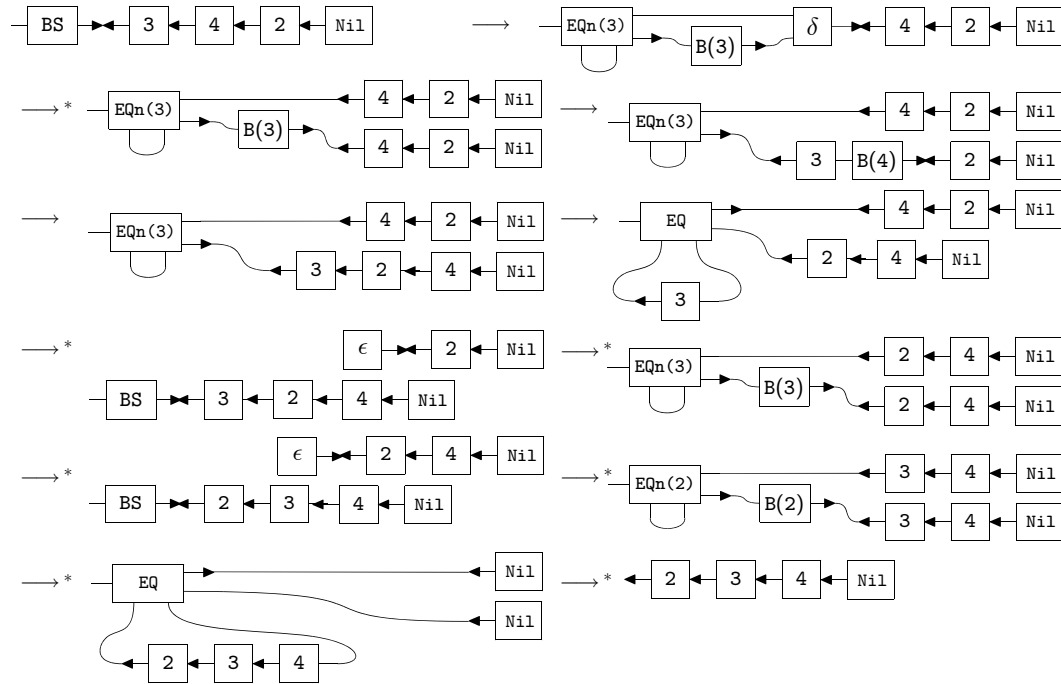 BS 3 4 2 Nil ⟶ EQn(3) B(3) δ 4 2 Nil
⟶* EQn(3) 4 2 Nil ⟶ EQn(3) 4 2 Nil
B(3) 4 2 Nil 3 B(4) 2 Nil
⟶ EQn(3) 4 2 Nil ⟶ EQ 4 2 Nil
3 2 4 Nil 2 4 Nil
3
⟶* ϵ 2 Nil ⟶* EQn(3) 2 4 Nil
BS 3 2 4 Nil B(3) 2 4 Nil
⟶* ϵ 2 4 Nil ⟶* EQn(2) 3 4 Nil
BS 2 3 4 Nil B(2) 3 4 Nil
⟶* EQ Nil ⟶* 2 3 4 Nil
Nil
2 3 4